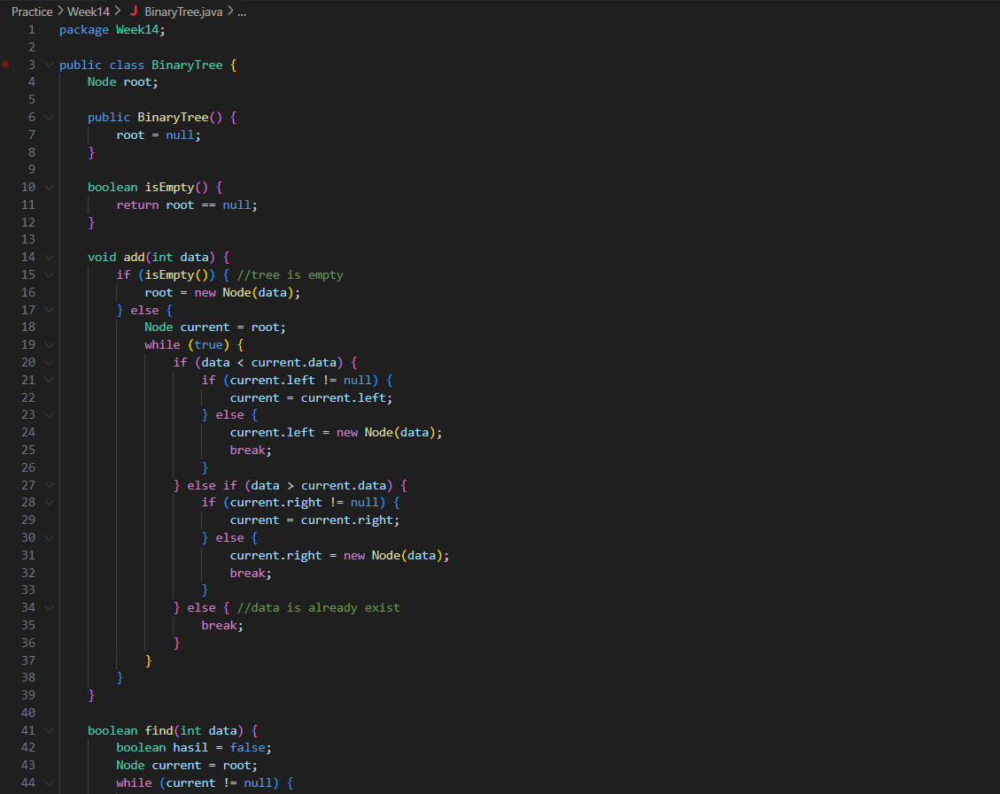 Practice > Week14 > J BinaryTree.java > ...
1 package Week14;
2
3 public class BinaryTree {
4     Node root;
5
6     public BinaryTree() {
7         root = null;
8     }
9
10     boolean isEmpty() {
11         return root == null;
12     }
13
14     void add(int data) {
15         if (isEmpty()) { //tree is empty
16             root = new Node(data);
17         } else {
18             Node current = root;
19             while (true) {
20                 if (data < current.data) {
21                     if (current.left != null) {
22                         current = current.left;
23                     } else {
24                         current.left = new Node(data);
25                         break;
26                     }
27                 } else if (data > current.data) {
28                     if (current.right != null) {
29                         current = current.right;
30                     } else {
31                         current.right = new Node(data);
32                         break;
33                     }
34                 } else { //data is already exist
35                     break;
36                 }
37             }
38         }
39     }
40
41     boolean find(int data) {
42         boolean hasil = false;
43         Node current = root;
44         while (current != null) {